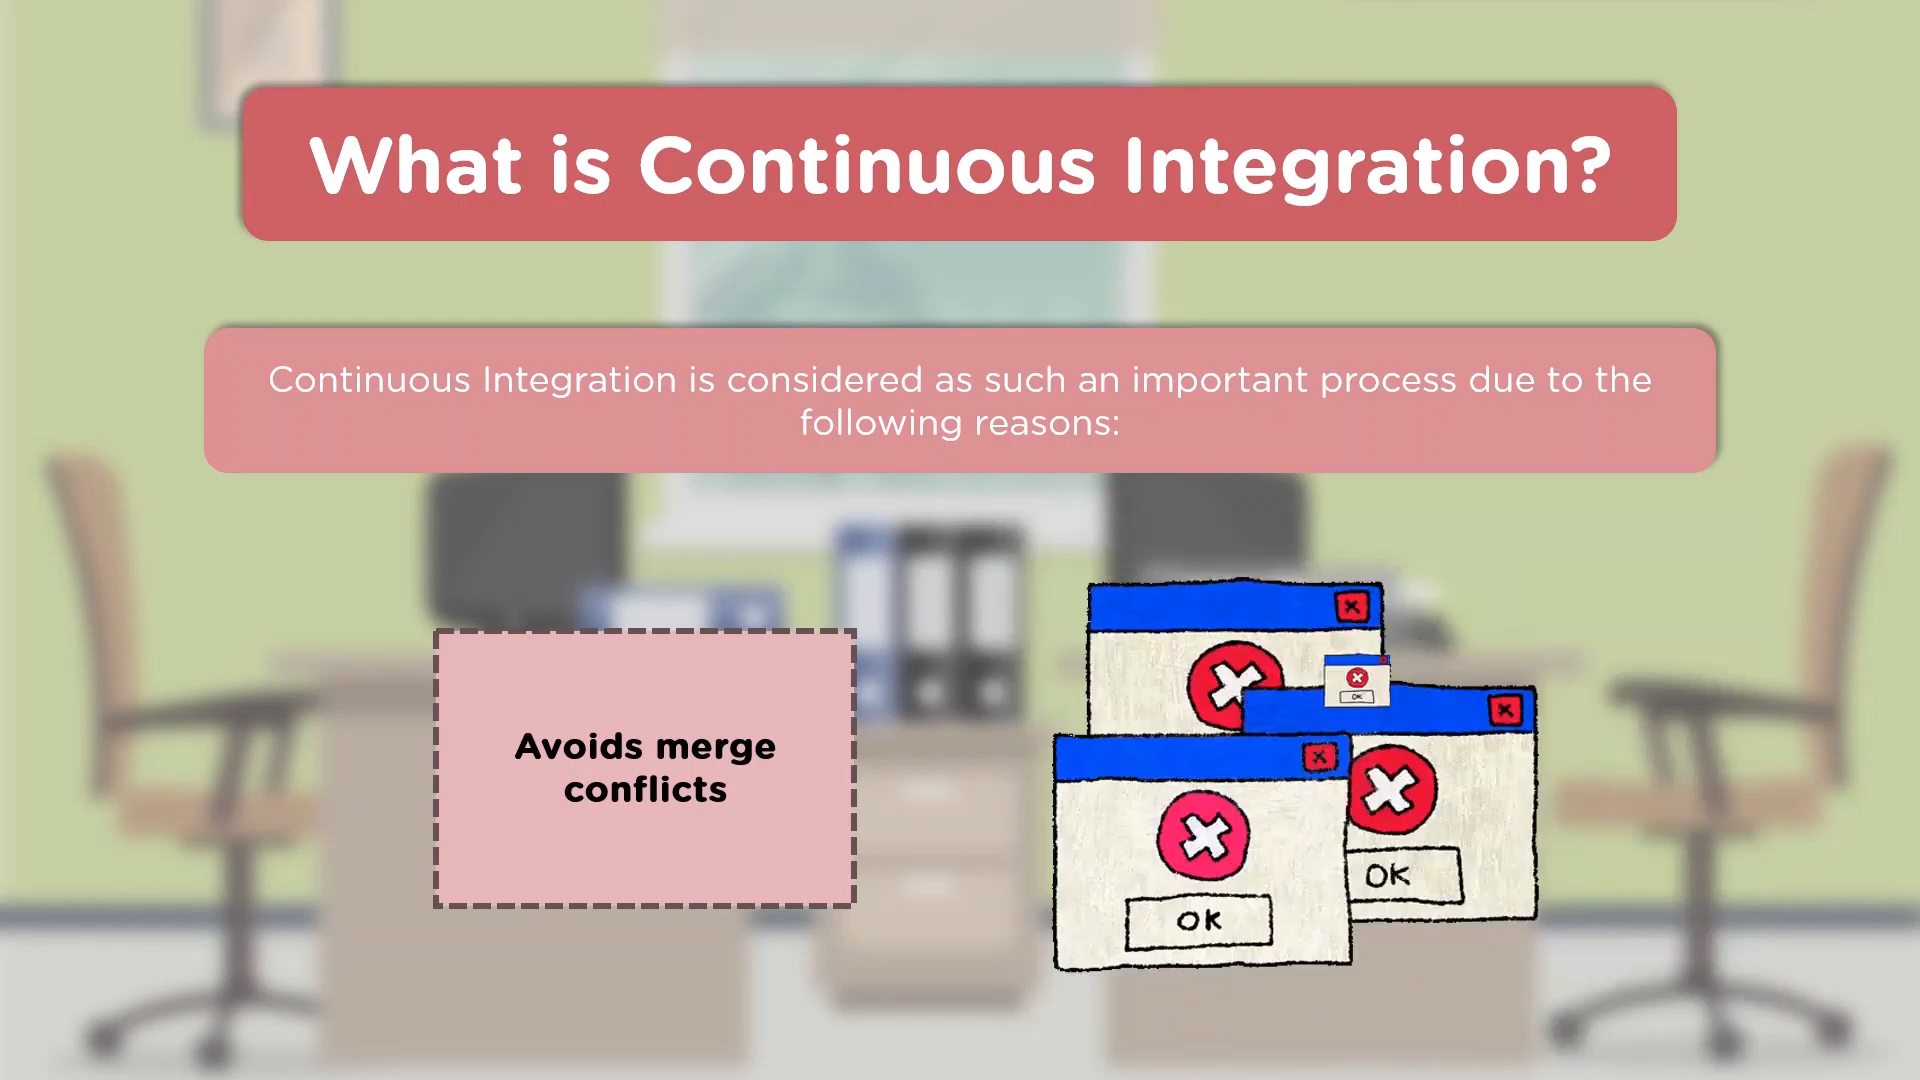 What is Continuous Integration?
Continuous Integration is considered as such an important process due to the
following reasons:
Avoids merge
conflicts
OK
OK
OK